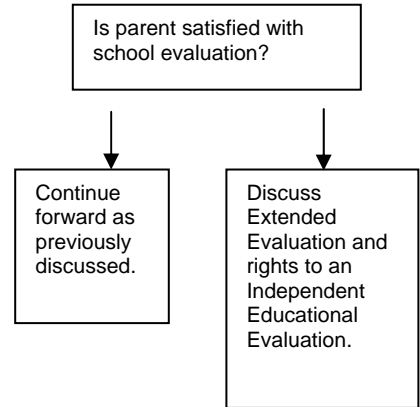 Is parent satisfied with
school evaluation?
Continue
forward as
previously
discussed.
Discuss
Extended
Evaluation and
rights to an
Independent
Educational
Evaluation.